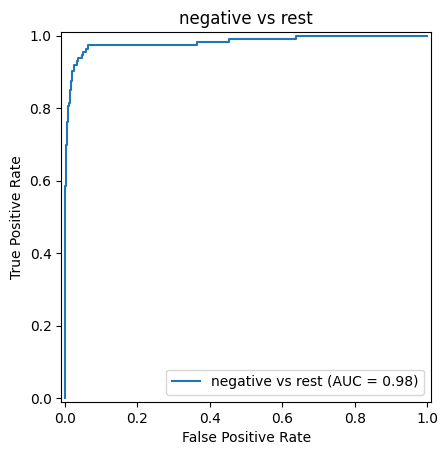 negative vs rest
1.0
0.8
0.6
0.4
0.2
0.0
True Positive Rate
negative vs rest (AUC = 0.98)
0.0 0.2 0.4 0.6 0.8 1.0
False Positive Rate